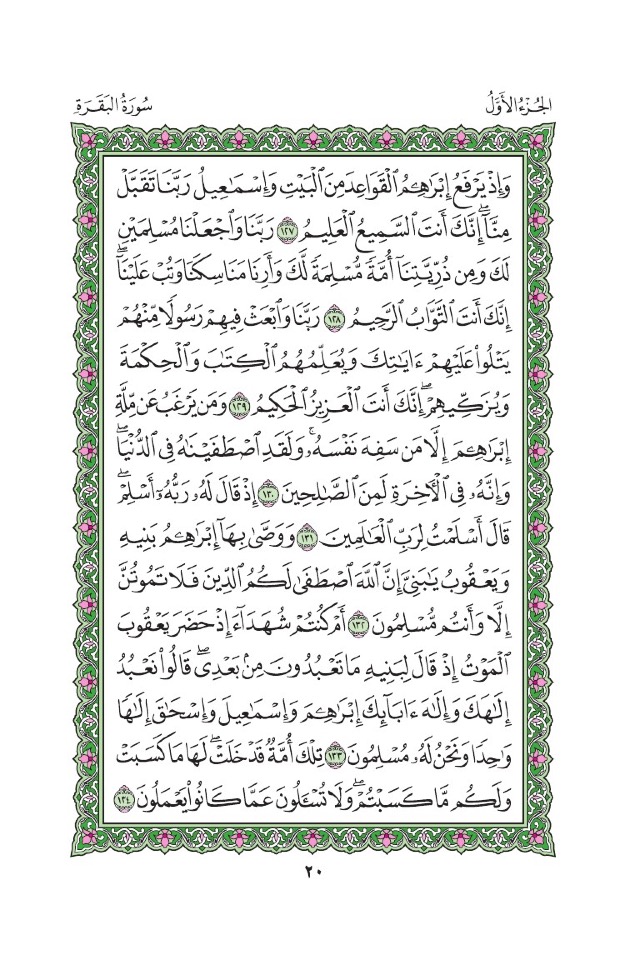 الجُزْءُ الأَوَّلُ
سُورَةُ البَقَرَةِ
وَإِذْ يَرْفَعُ إِبْرَٰهِـۧمُ ٱلْقَوَاعِدَ مِنَ ٱلْبَيْتِ وَإِسْمَٰعِيلُ رَبَّنَا تَقَبَّلْ
مِنَّآ ۖ إِنَّكَ أَنتَ ٱلسَّمِيعُ ٱلْعَلِيمُ ١٢٧ رَبَّنَا وَٱجْعَلْنَا مُسْلِمَيْنِ
لَكَ وَمِن ذُرِّيَّتِنَآ أُمَّةً مُّسْلِمَةً لَّكَ وَأَرِنَا مَنَاسِكَنَا وَتُبْ عَلَيْنَآ ۖ
إِنَّكَ أَنتَ ٱلتَّوَّابُ ٱلرَّحِيمُ ١٢٨ رَبَّنَا وَٱبْعَثْ فِيهِمْ رَسُولًا مِّنْهُمْ
يَتْلُوا۟ عَلَيْهِمْ ءَايَٰتِكَ وَيُعَلِّمُهُمُ ٱلْكِتَٰبَ وَٱلْحِكْمَةَ
وَيُزَكِّيهِمْ ۚ إِنَّكَ أَنتَ ٱلْعَزِيزُ ٱلْحَكِيمُ ١٢٩ وَمَن يَرْغَبُ عَن مِّلَّةِ
إِبْرَٰهِـۧمَ إِلَّا مَن سَفِهَ نَفْسَهُۥ ۚ وَلَقَدِ ٱصْطَفَيْنَٰهُ فِى ٱلدُّنْيَا ۖ
وَإِنَّهُۥ فِى ٱلْـَٔاخِرَةِ لَمِنَ ٱلصَّٰلِحِينَ ١٣٠ إِذْ قَالَ لَهُۥ رَبُّهُۥٓ أَسْلِمْ ۖ
قَالَ أَسْلَمْتُ لِرَبِّ ٱلْعَٰلَمِينَ ١٣١ وَوَصَّىٰ بِهَآ إِبْرَٰهِـۧمُ بَنِيهِ
وَيَعْقُوبُ يَٰبَنِىَّ إِنَّ ٱللَّهَ ٱصْطَفَىٰ لَكُمُ ٱلدِّينَ فَلَا تَمُوتُنَّ
إِلَّا وَأَنتُم مُّسْلِمُونَ ١٣٢ أَمْ كُنتُمْ شُهَدَآءَ إِذْ حَضَرَ يَعْقُوبَ
ٱلْمَوْتُ إِذْ قَالَ لِبَنِيهِ مَا تَعْبُدُونَ مِنۢ بَعْدِى ۖ قَالُوا۟ نَعْبُدُ
إِلَٰهَكَ وَإِلَٰهَ ءَابَآئِكَ إِبْرَٰهِـۧمَ وَإِسْمَٰعِيلَ وَإِسْحَٰقَ إِلَٰهًا
وَٰحِدًا وَنَحْنُ لَهُۥ مُسْلِمُونَ ١٣٣ تِلْكَ أُمَّةٌ قَدْ خَلَتْ ۖ لَهَا مَا كَسَبَتْ
وَلَكُم مَّا كَسَبْتُمْ ۖ وَلَا تُسْـَٔلُونَ عَمَّا كَانُوا۟ يَعْمَلُونَ ١٣٤
٢٠